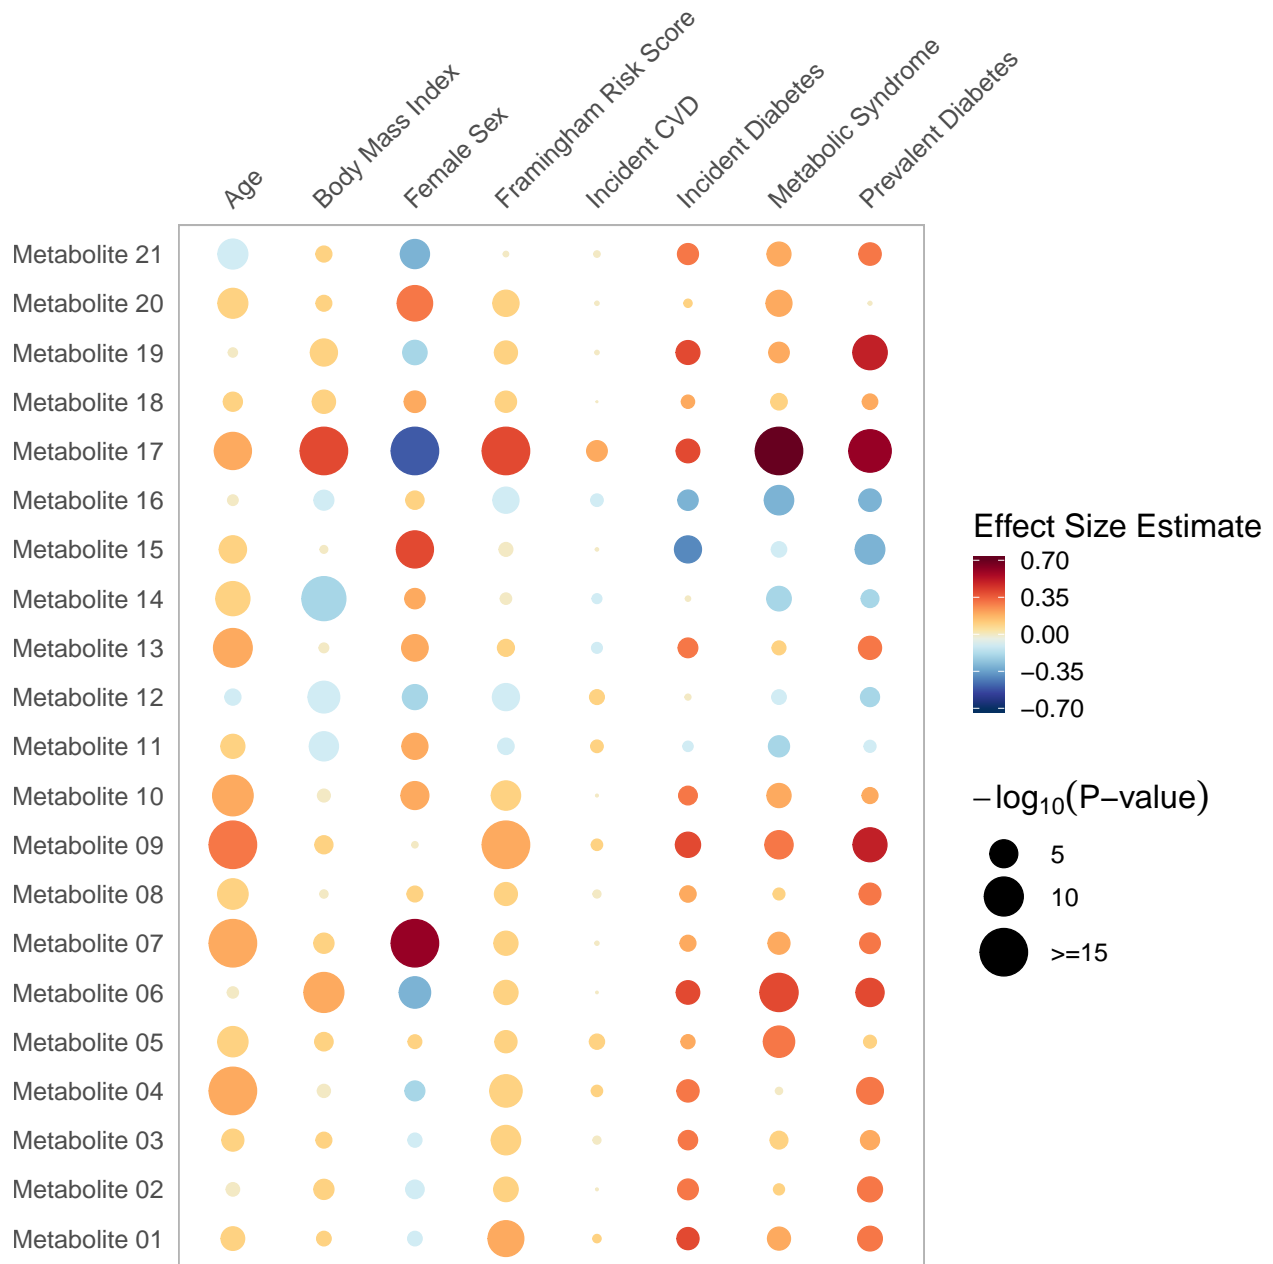 Age
Body Mass Index
Female Sex
Framingham Risk Score
Incident CVD
Incident Diabetes
Metabolic Syndrome
Prevalent Diabetes
Metabolite 21
Metabolite 20
Metabolite 19
Metabolite 18
Metabolite 17
Metabolite 16
Metabolite 15
Metabolite 14
Metabolite 13
Metabolite 12
Metabolite 11
Metabolite 10
Metabolite 09
Metabolite 08
Metabolite 07
Metabolite 06
Metabolite 05
Metabolite 04
Metabolite 03
Metabolite 02
Metabolite 01
Effect Size Estimate
0.70
0.35
0.00
−0.35
−0.70
−log₁₀(P−value)
5
10
>=15